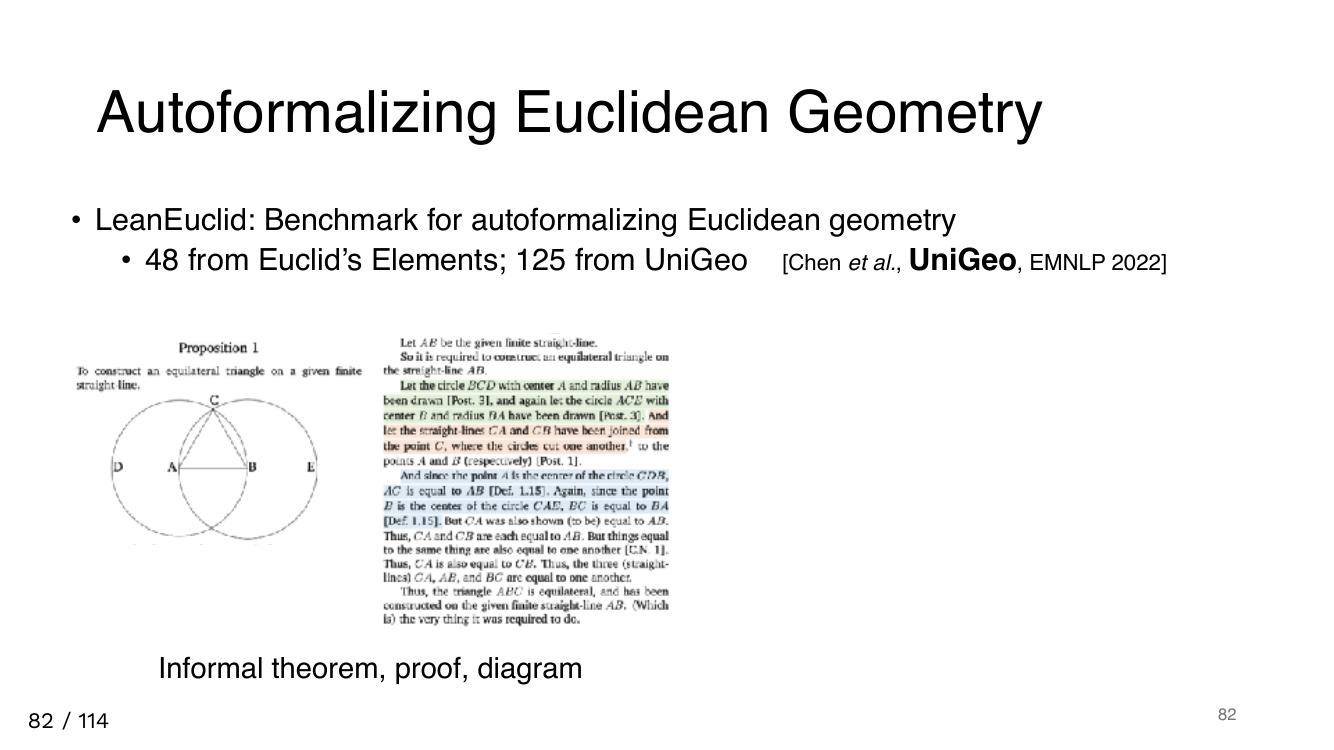 Autoformalizing Euclidean Geometry
• LeanEuclid: Benchmark for autoformalizing Euclidean geometry
• 48 from Euclid’s Elements; 125 from UniGeo [Chen et al., UniGeo, EMNLP 2022]
Proposition 1
To construct an equilateral triangle on a given finite
straight-line.
C
D A B E
Let AB be the given finite straight-line.
So it is required to construct an equilateral triangle on
the straight-line AB.
Let the circle BCD with center A and radius AB have
been drawn [Post. 3], and again let the circle ACE with
center B and radius BA have been drawn [Post. 3]. And
let the straight-lines CA and CB have been joined from
the point C, where the circles cut one another,† to the
points A and B (respectively) [Post. 1].
And since the point A is the center of the circle CDB,
AC is equal to AB [Def. 1.15]. Again, since the point
B is the center of the circle CAE, BC is equal to BA
[Def. 1.15]. But CA was also shown (to be) equal to AB.
Thus, CA and CB are each equal to AB. But things equal
to the same thing are also equal to one another [C.N. 1].
Thus, CA is also equal to CB. Thus, the three (straight-
lines) CA, AB, and BC are equal to one another.
Thus, the triangle ABC is equilateral, and has been
constructed on the given finite straight-line AB. (Which
is) the very thing it was required to do.
Informal theorem, proof, diagram
82 / 114
82